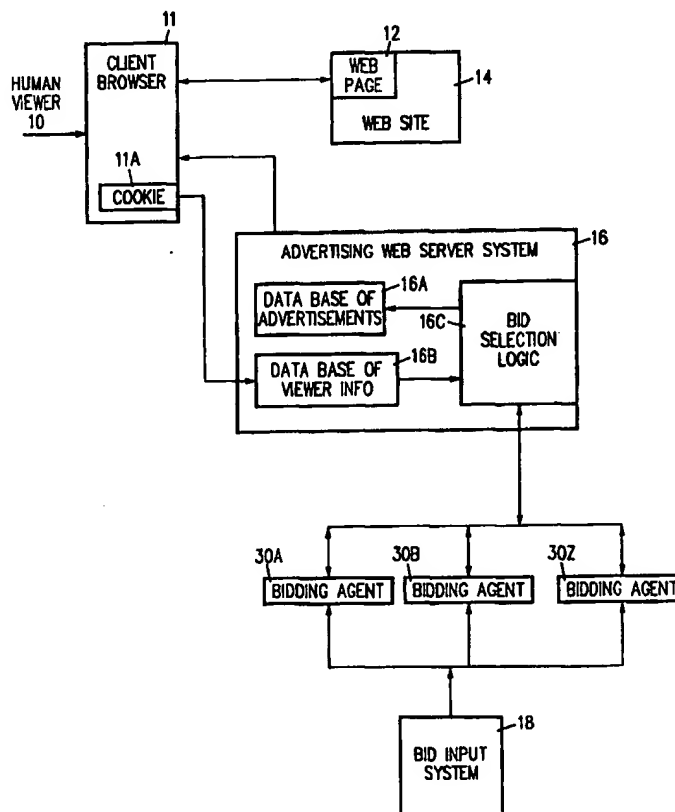 11
CLIENT
BROWSER
12
WEB
PAGE
14
WEB SITE
HUMAN
VIEWER
10
11A
COOKIE
16
ADVERTISING WEB SERVER SYSTEM
16A
DATA BASE OF
ADVERTISEMENTS
16C
BID
SELECTION
LOGIC
16B
DATA BASE OF
VIEWER INFO
30A
BIDDING AGENT
30B
BIDDING AGENT
30Z
BIDDING AGENT
18
BID INPUT
SYSTEM